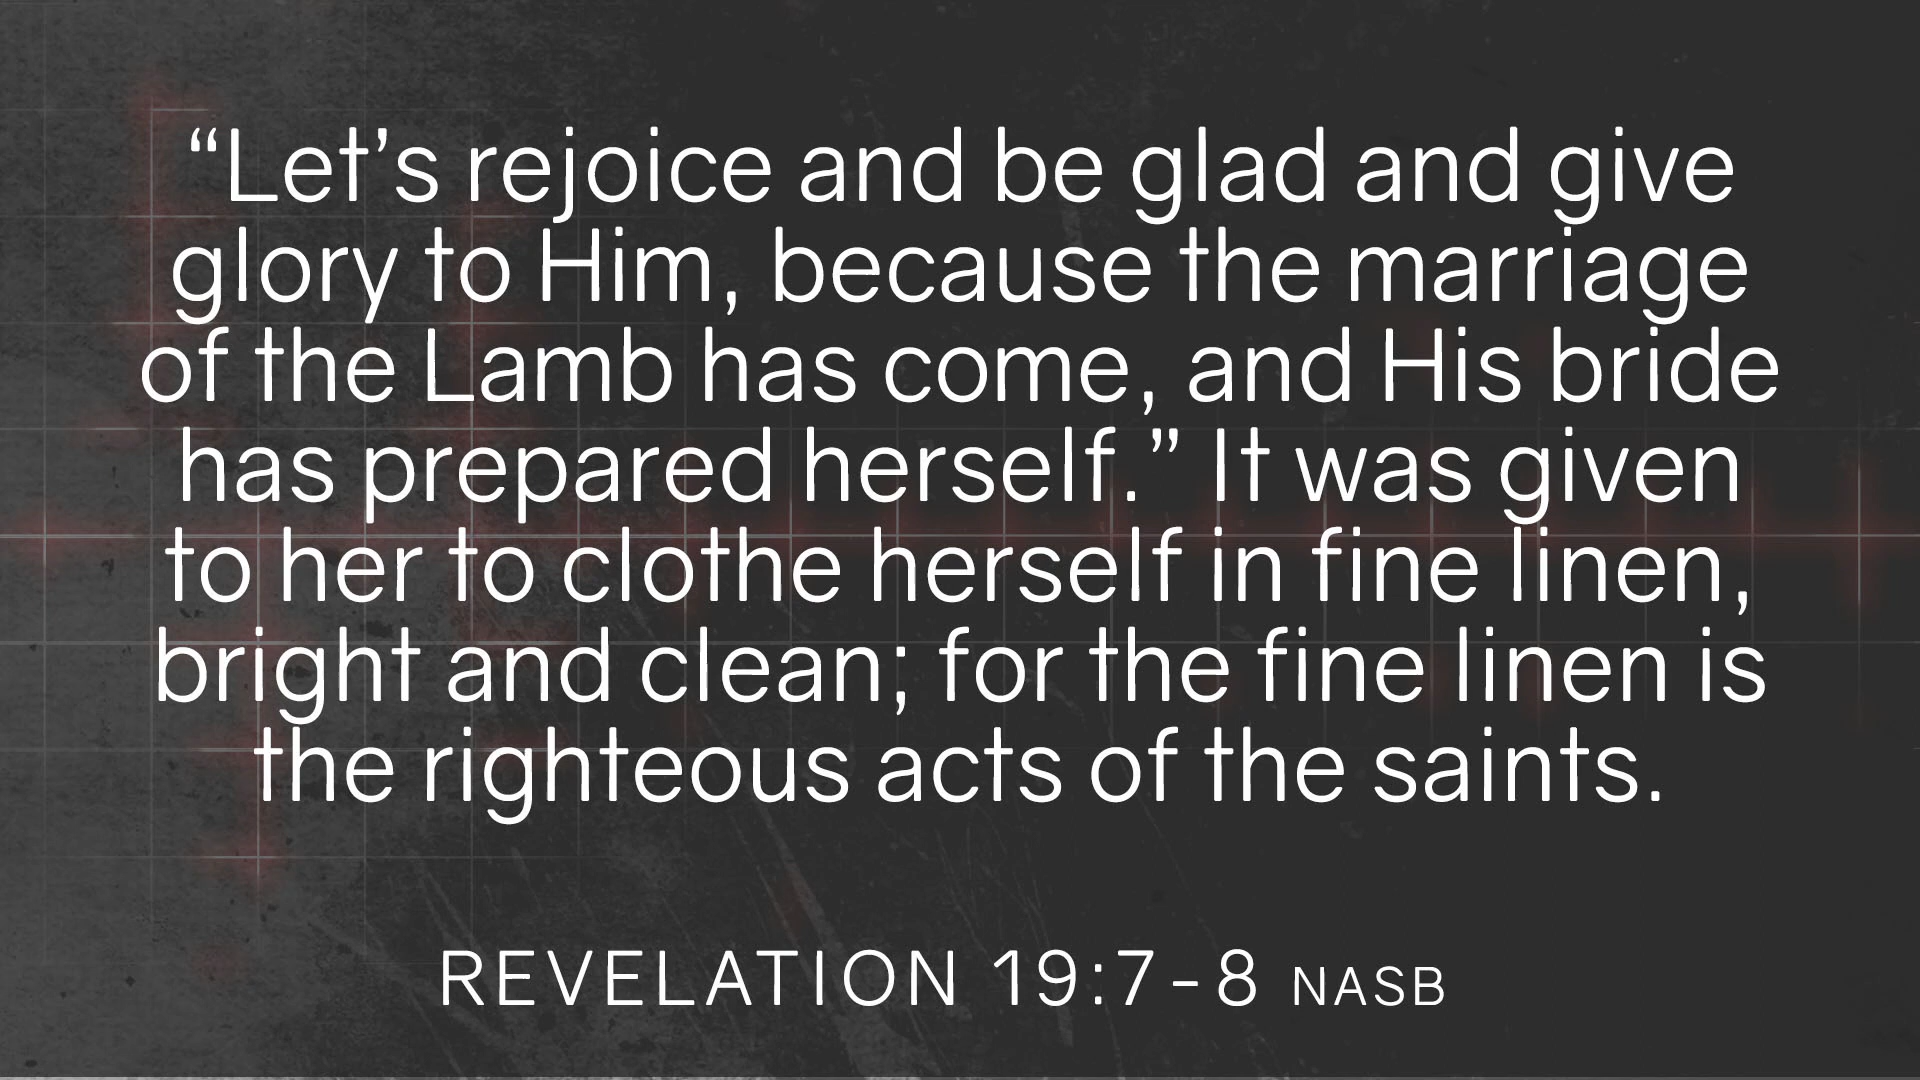 “Let’s rejoice and be glad and give
glory to Him, because the marriage
of the Lamb has come, and His bride
has prepared herself.” It was given
to her to clothe herself in fine linen,
bright and clean; for the fine linen is
the righteous acts of the saints.
REVELATION 19:7-8 NASB